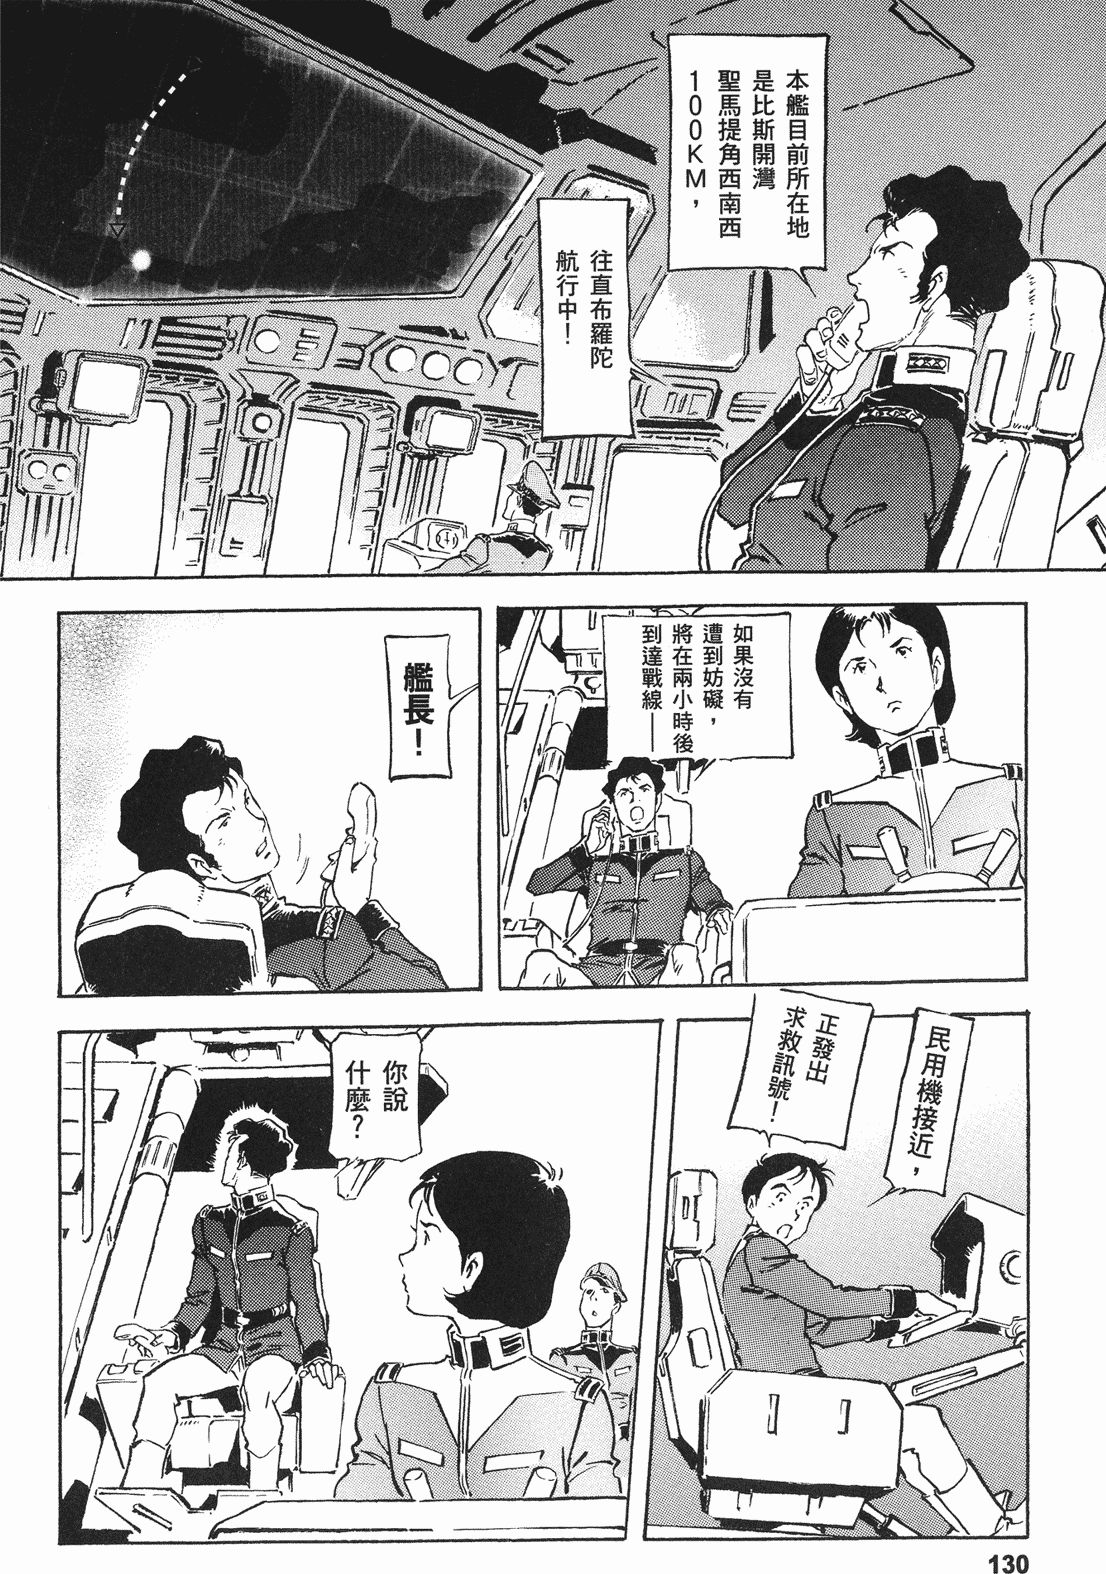 本艦目前所在地
是比斯開灣
聖馬提角西南西
100KM，
往直布羅陀
航行中！
如果沒有
遭到妨礙，
將在兩小時後
到達戰線—
艦長！
民用機接近，
正發出
求救訊號！
你說
什麼？
130